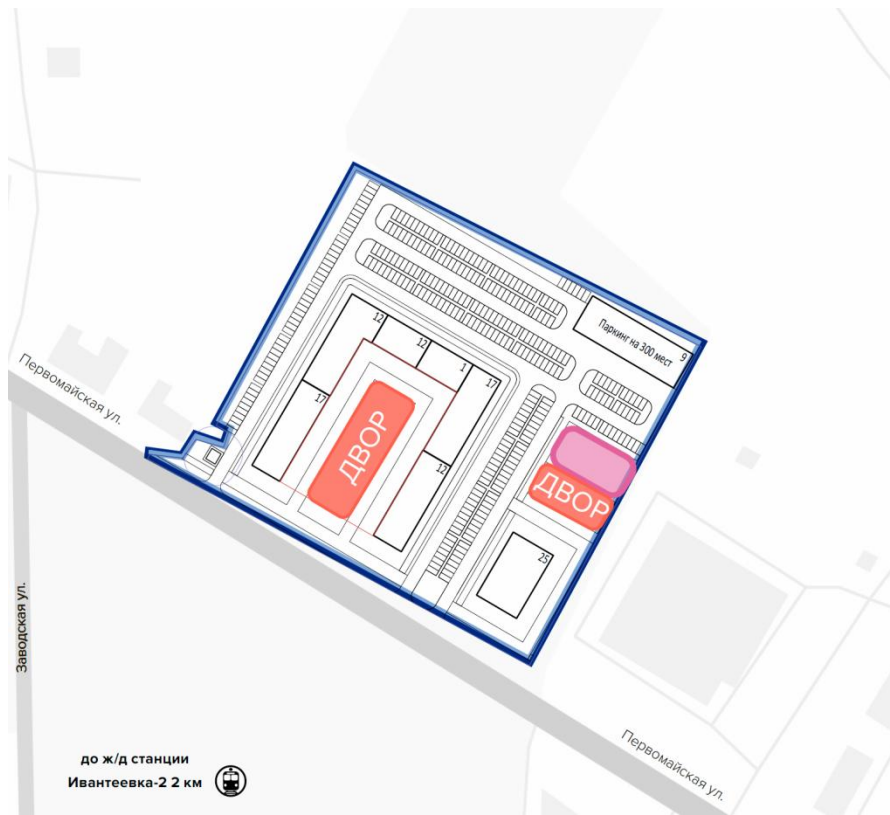 Паркинг на 300 мест
9
12
12
1
17
17
12
ДВОР
ДВОР
25
Первомайская ул.
Заводская ул.
Первомайская ул.
до ж/д станции
Ивантеевка-2 2 км